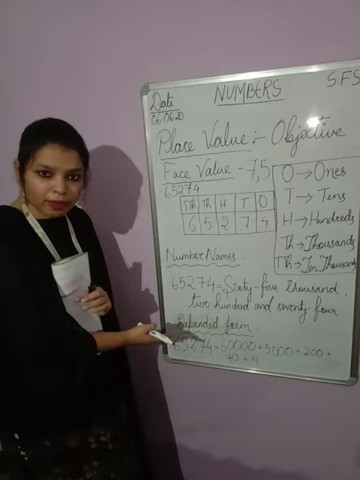 NUMBERS
S.FS
Date
06.06.20
Place Value :- Objective
Face Value - 7,5
65274
TTh Th H T O
6 5 2 7 4
O → Ones
T → Tens
H → Hundreds
Th → Thousands
TTh → Ten Thousands
Number Names -
65274 = Sixty-five thousand
two hundred and seventy-four
Expanded form -
65274 = 60000 + 5000 + 200 +
70 + 4